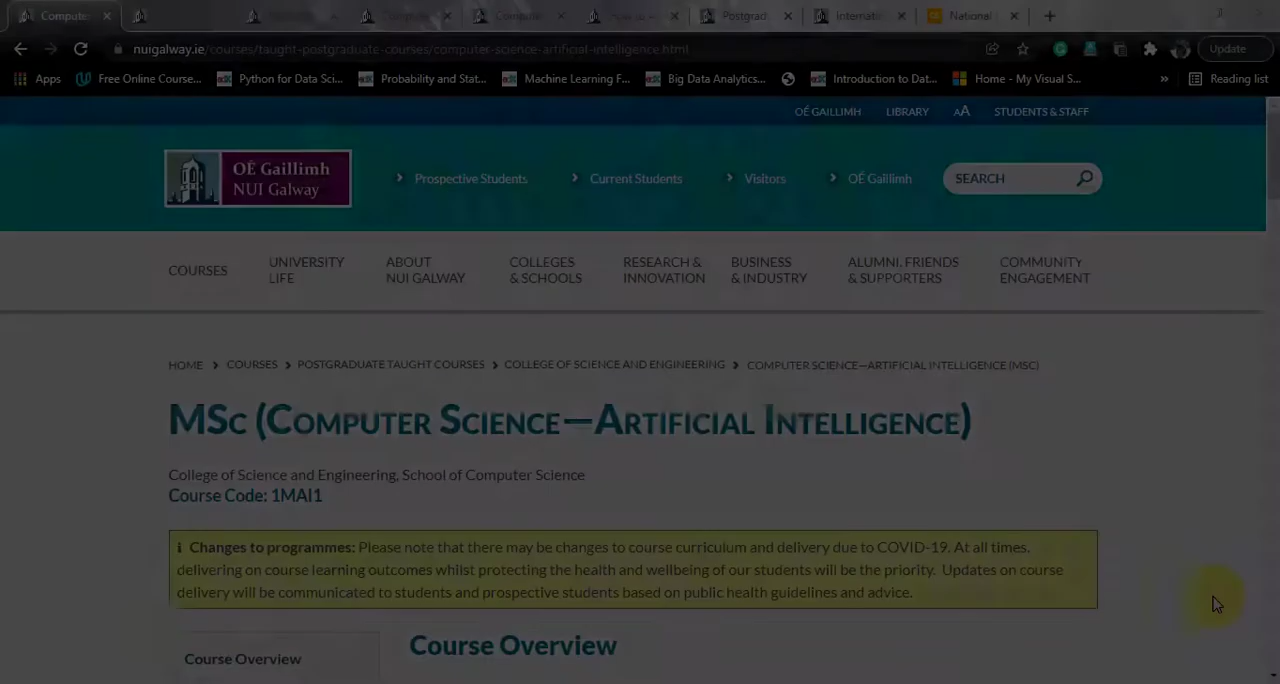 Compute
Compute
Postgrad
Internati
National
nuigalway.ie/courses/taught-postgraduate-courses/computer-science-artificial-intelligence.html
Update
Apps
Free Online Course...
Python for Data Sci...
Probability and Stat...
Machine Learning F...
Big Data Analytics...
Introduction to Dat...
Home - My Visual S...
»
Reading list
OÉ GAILLIMH
LIBRARY
AA
STUDENTS & STAFF
OÉ Gaillimh
NUI Galway
Prospective Students
Current Students
Visitors
OÉ Gaillimh
SEARCH
COURSES
UNIVERSITY
LIFE
ABOUT
NUI GALWAY
COLLEGES
& SCHOOLS
RESEARCH &
INNOVATION
BUSINESS
& INDUSTRY
ALUMNI, FRIENDS
& SUPPORTERS
COMMUNITY
ENGAGEMENT
HOME > COURSES > POSTGRADUATE TAUGHT COURSES > COLLEGE OF SCIENCE AND ENGINEERING > COMPUTER SCIENCE—ARTIFICIAL INTELLIGENCE (MSC)
MSc (Computer Science—Artificial Intelligence)
College of Science and Engineering, School of Computer Science
Course Code: 1MAI1
i Changes to programmes: Please note that there may be changes to course curriculum and delivery due to COVID-19. At all times,
delivering on course learning outcomes whilst protecting the health and wellbeing of our students will be the priority. Updates on course
delivery will be communicated to students and prospective students based on public health guidelines and advice.
Course Overview
Course Overview